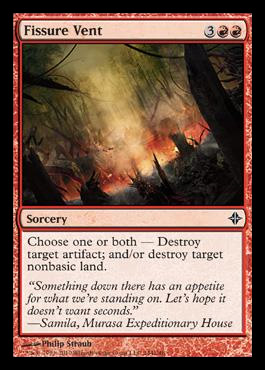 Fissure Vent 3
Sorcery
Choose one or both — Destroy
target artifact; and/or destroy target
nonbasic land.
“Something down there has an appetite
for what we’re standing on. Let’s hope it
doesn’t want seconds.”
—Samila, Murasa Expeditionary House
Philip Straub